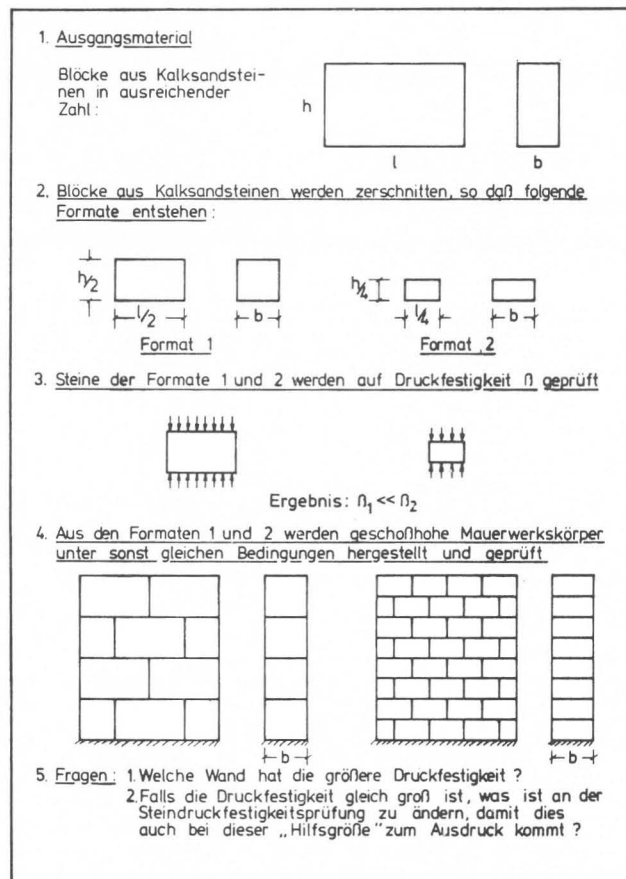 1. Ausgangsmaterial
Blöcke aus Kalksandstei-
nen in ausreichender
Zahl:
h
l
b
2. Blöcke aus Kalksandsteinen werden zerschnitten, so daß folgende
Formate entstehen:
h/2
l/2
b
Format 1
h/4
l/4
b
Format 2
3. Steine der Formate 1 und 2 werden auf Druckfestigkeit β geprüft
Ergebnis: β₁ << β₂
4. Aus den Formaten 1 und 2 werden geschoßhohe Mauerwerkskörper
unter sonst gleichen Bedingungen hergestellt und geprüft
b
b
5. Fragen: 1. Welche Wand hat die größere Druckfestigkeit?
2. Falls die Druckfestigkeit gleich groß ist, was ist an der
Steindruckfestigkeitsprüfung zu ändern, damit dies
auch bei dieser „Hilfsgröße" zum Ausdruck kommt?